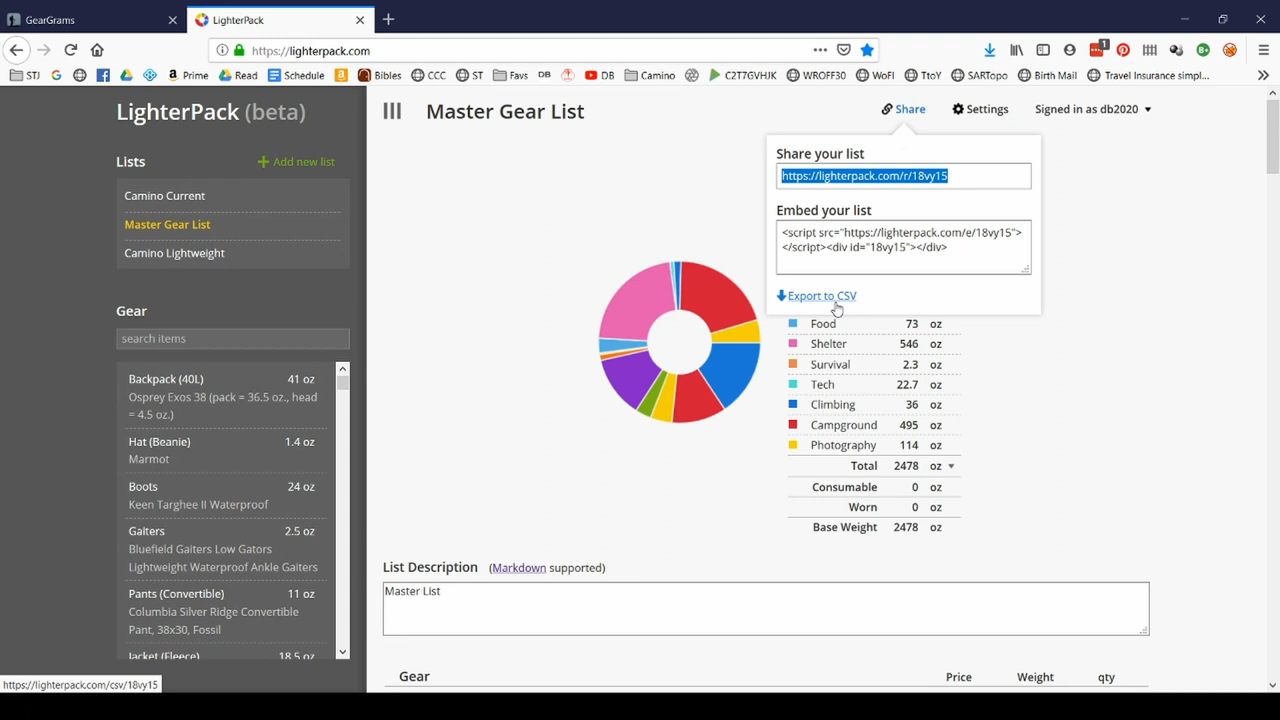 GearGrams
LighterPack
https://lighterpack.com
STJ
Prime
Read
Schedule
Bibles
CCC
ST
Favs
DB
YB
Camino
C2T7GVHJK
WROFF30
WoFI
TtoY
SARTopo
Birth Mail
Travel Insurance simpl...
LighterPack (beta)
Lists
Add new list
Camino Current
Master Gear List
Camino Lightweight
Gear
search items
Backpack (40L) 41 oz
Osprey Exos 38 (pack = 36.5 oz., head
= 4.5 oz.)
Hat (Beanie) 1.4 oz
Marmot
Boots 24 oz
Keen Targhee II Waterproof
Gaiters 2.5 oz
Bluefield Gaiters Low Gators
Lightweight Waterproof Ankle Gaiters
Pants (Convertible) 11 oz
Columbia Silver Ridge Convertible
Pant, 38x30, Fossil
Jacket (Fleece) 18.5 oz
https://lighterpack.com/csv/18vy15
Master Gear List
Share
Settings
Signed in as db2020
Share your list
https://lighterpack.com/r/18vy15
Embed your list
<script src="https://lighterpack.com/e/18vy15">
</script><div id="18vy15"></div>
Export to CSV
Food 73 oz
Shelter 546 oz
Survival 2.3 oz
Tech 22.7 oz
Climbing 36 oz
Campground 495 oz
Photography 114 oz
Total 2478 oz
Consumable 0 oz
Worn 0 oz
Base Weight 2478 oz
List Description (Markdown supported)
Master List
Gear Price Weight qty